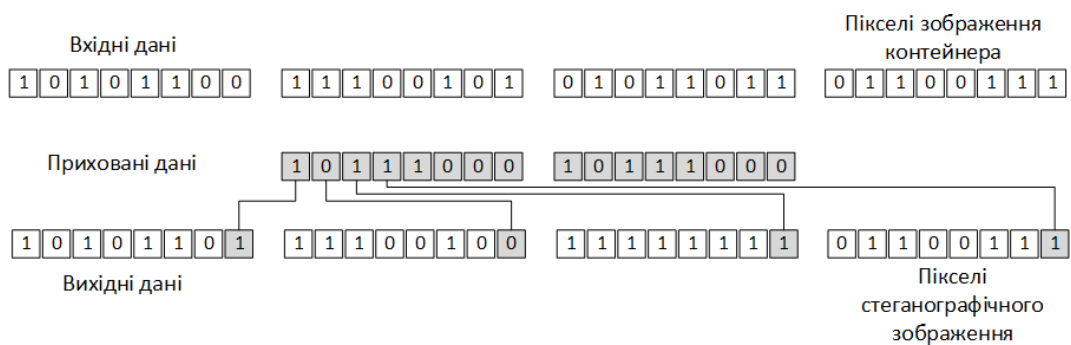 Вхідні дані
Пікселі зображення
контейнера
1 0 1 0 1 1 0 0
1 1 1 0 0 1 0 1
0 1 0 1 1 0 1 1
0 1 1 0 0 1 1 1
Приховані дані
1 0 1 1 1 0 0 0
1 0 1 1 1 0 0 0
1 0 1 0 1 1 0 1
1 1 1 0 0 1 0 0
1 1 1 1 1 1 1 1
0 1 1 0 0 1 1 1
Вихідні дані
Пікселі
стеганографічного
зображення